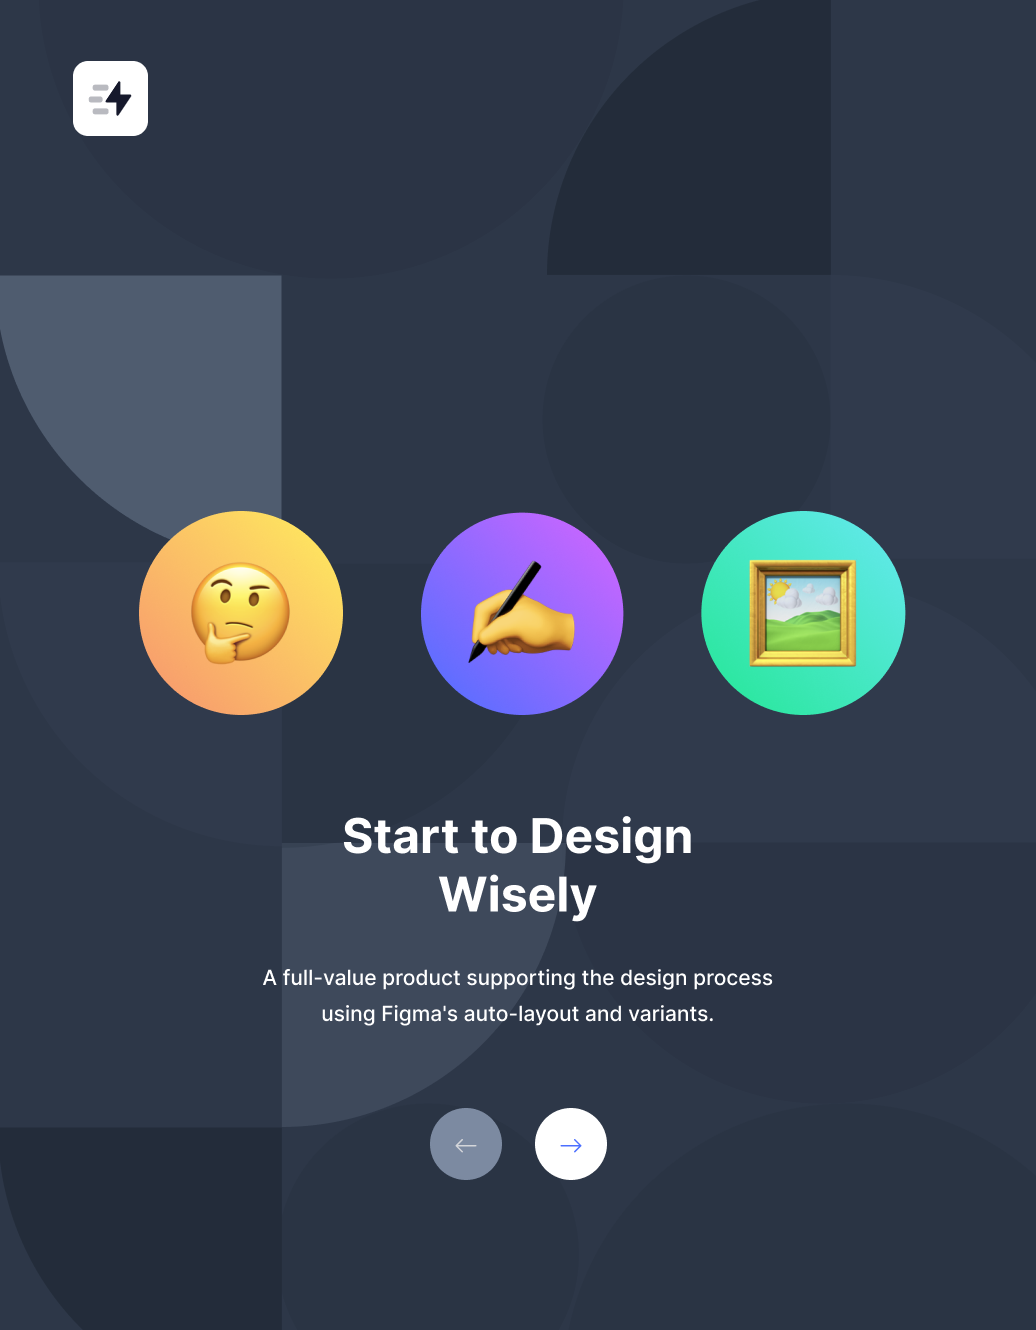 Start to Design
Wisely
A full-value product supporting the design process
using Figma's auto-layout and variants.